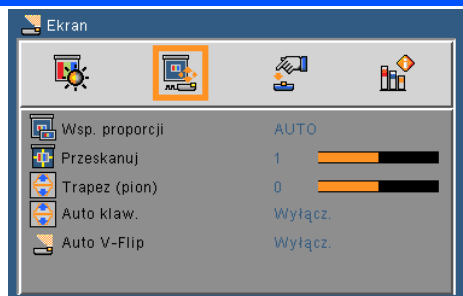 Ekran
Wsp. proporcji AUTO
Przeskanuj 1
Trapez (pion) 0
Auto klaw. Wyłącz.
Auto V-Flip Wyłącz.